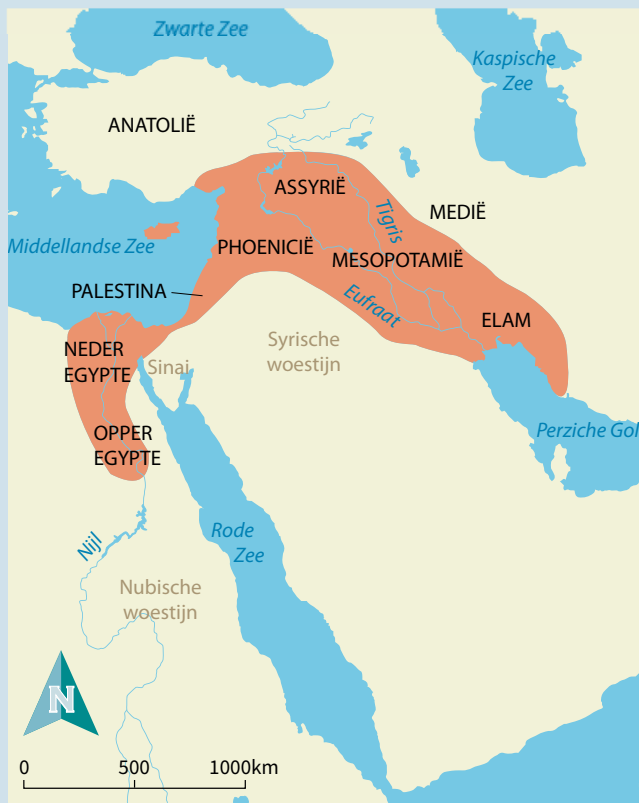 Zwarte Zee
Kaspische
Zee
ANATOLIË
ASSYRIË
Tigris
MEDIË
Middellandse Zee
PHOENICIË
MESOPOTAMIË
PALESTINA
Eufraat
ELAM
NEDER
EGYPTE
Sinai
Syrische
woestijn
OPPER
EGYPTE
Perziche Gol
Nijl
Rode
Zee
Nubische
woestijn
N
0 500 1000km